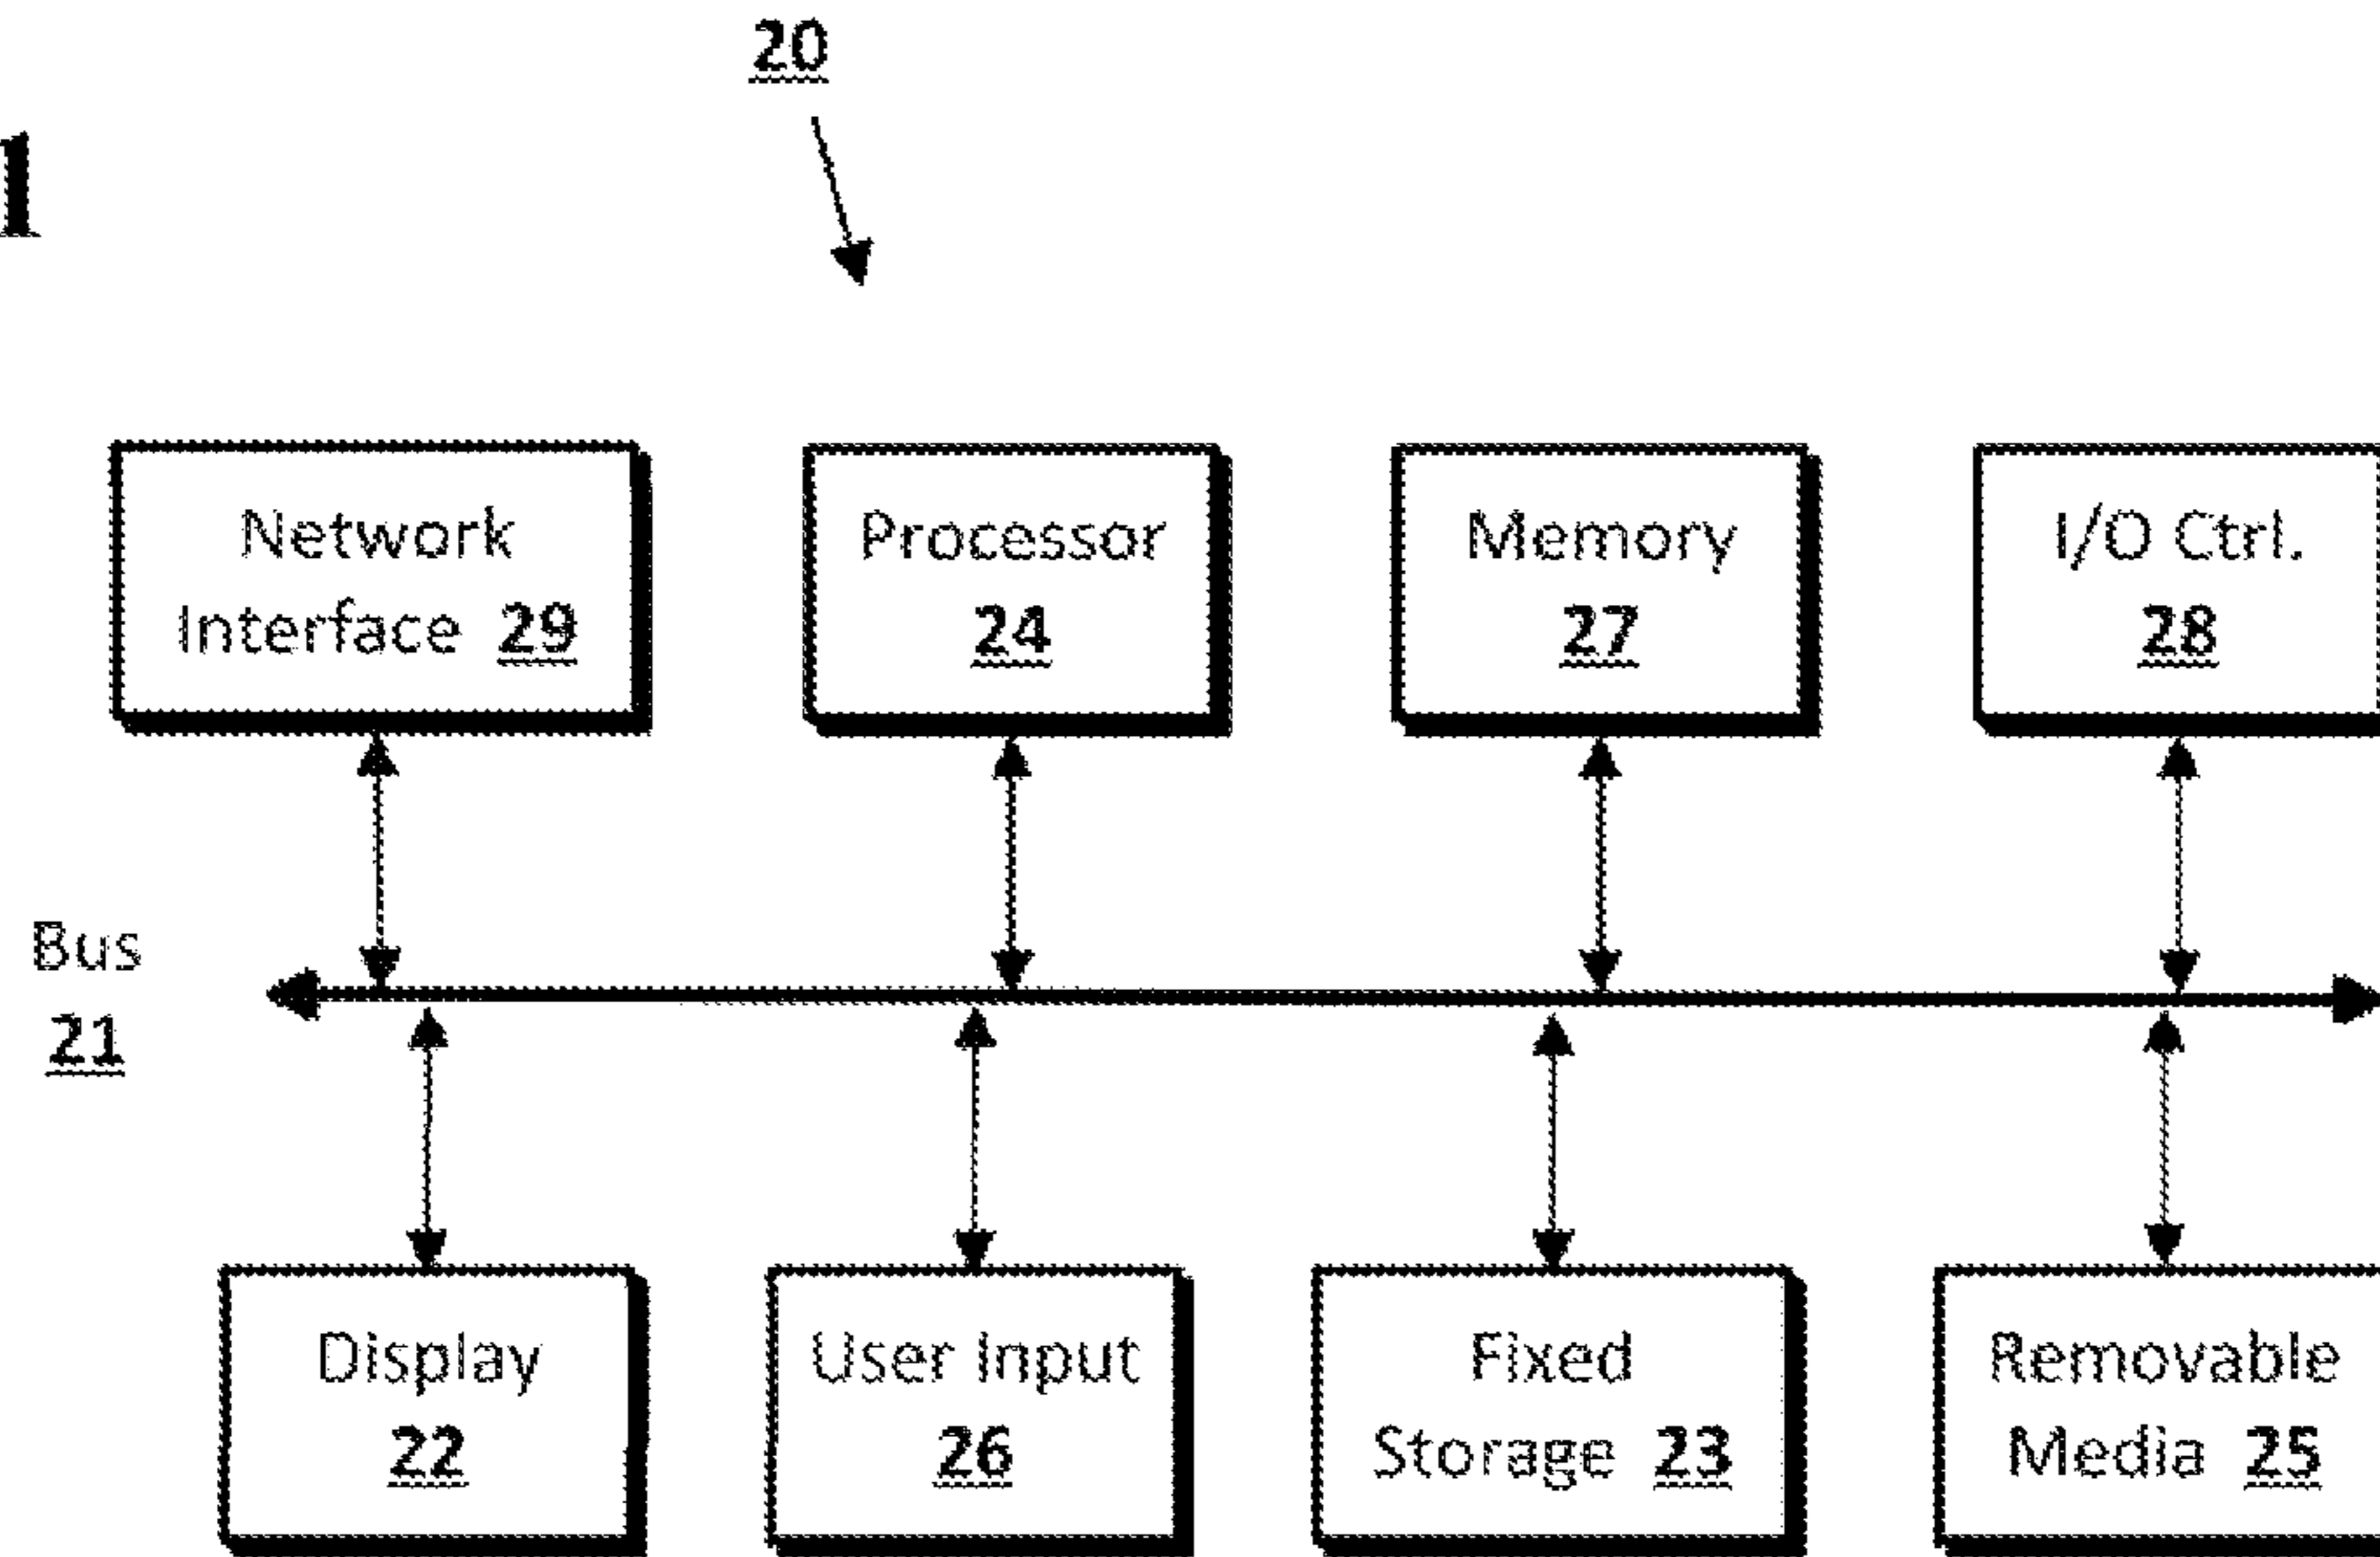 20
1
Network
Interface 29
Processor
24
Memory
27
I/O Ctrl.
28
Bus
21
Display
22
User Input
26
Fixed
Storage 23
Removable
Media 25